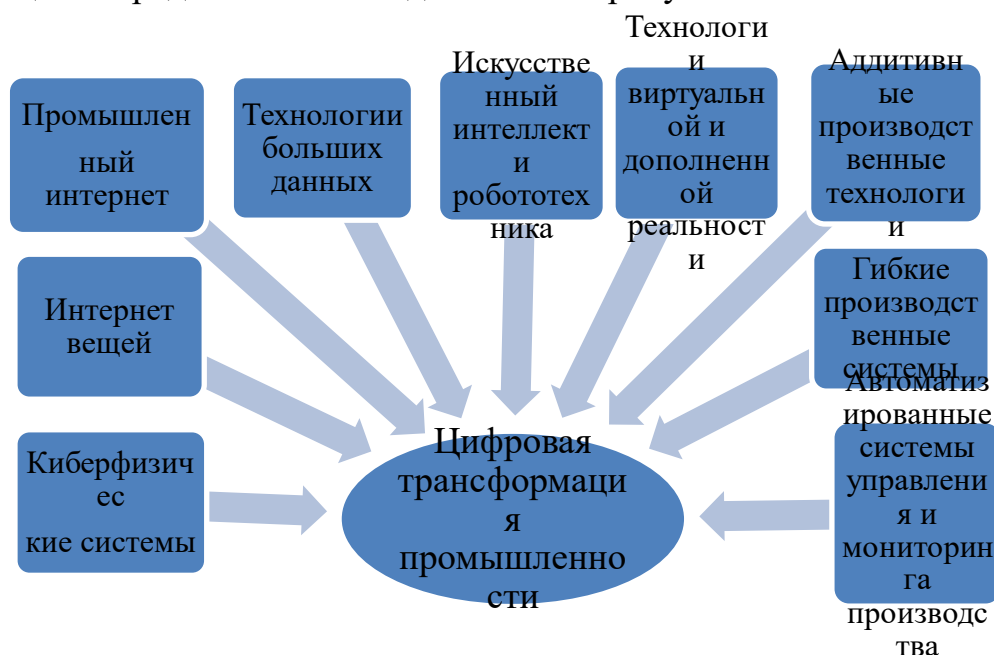 Промышлен
ный
интернет
Технологии
больших
данных
Искусстве
нный
интеллект
и
робототех
ника
Технологи
и
виртуальн
ой и
дополненн
ой
реальност
и
Аддитивн
ые
производст
венные
технологи
и
Интернет
вещей
Гибкие
производст
венные
системы
Киберфизич
ес
кие системы
Цифровая
трансформаци
я
промышленно
сти
Автоматиз
ированные
системы
управлени
я и
мониторин
га
производс
тва